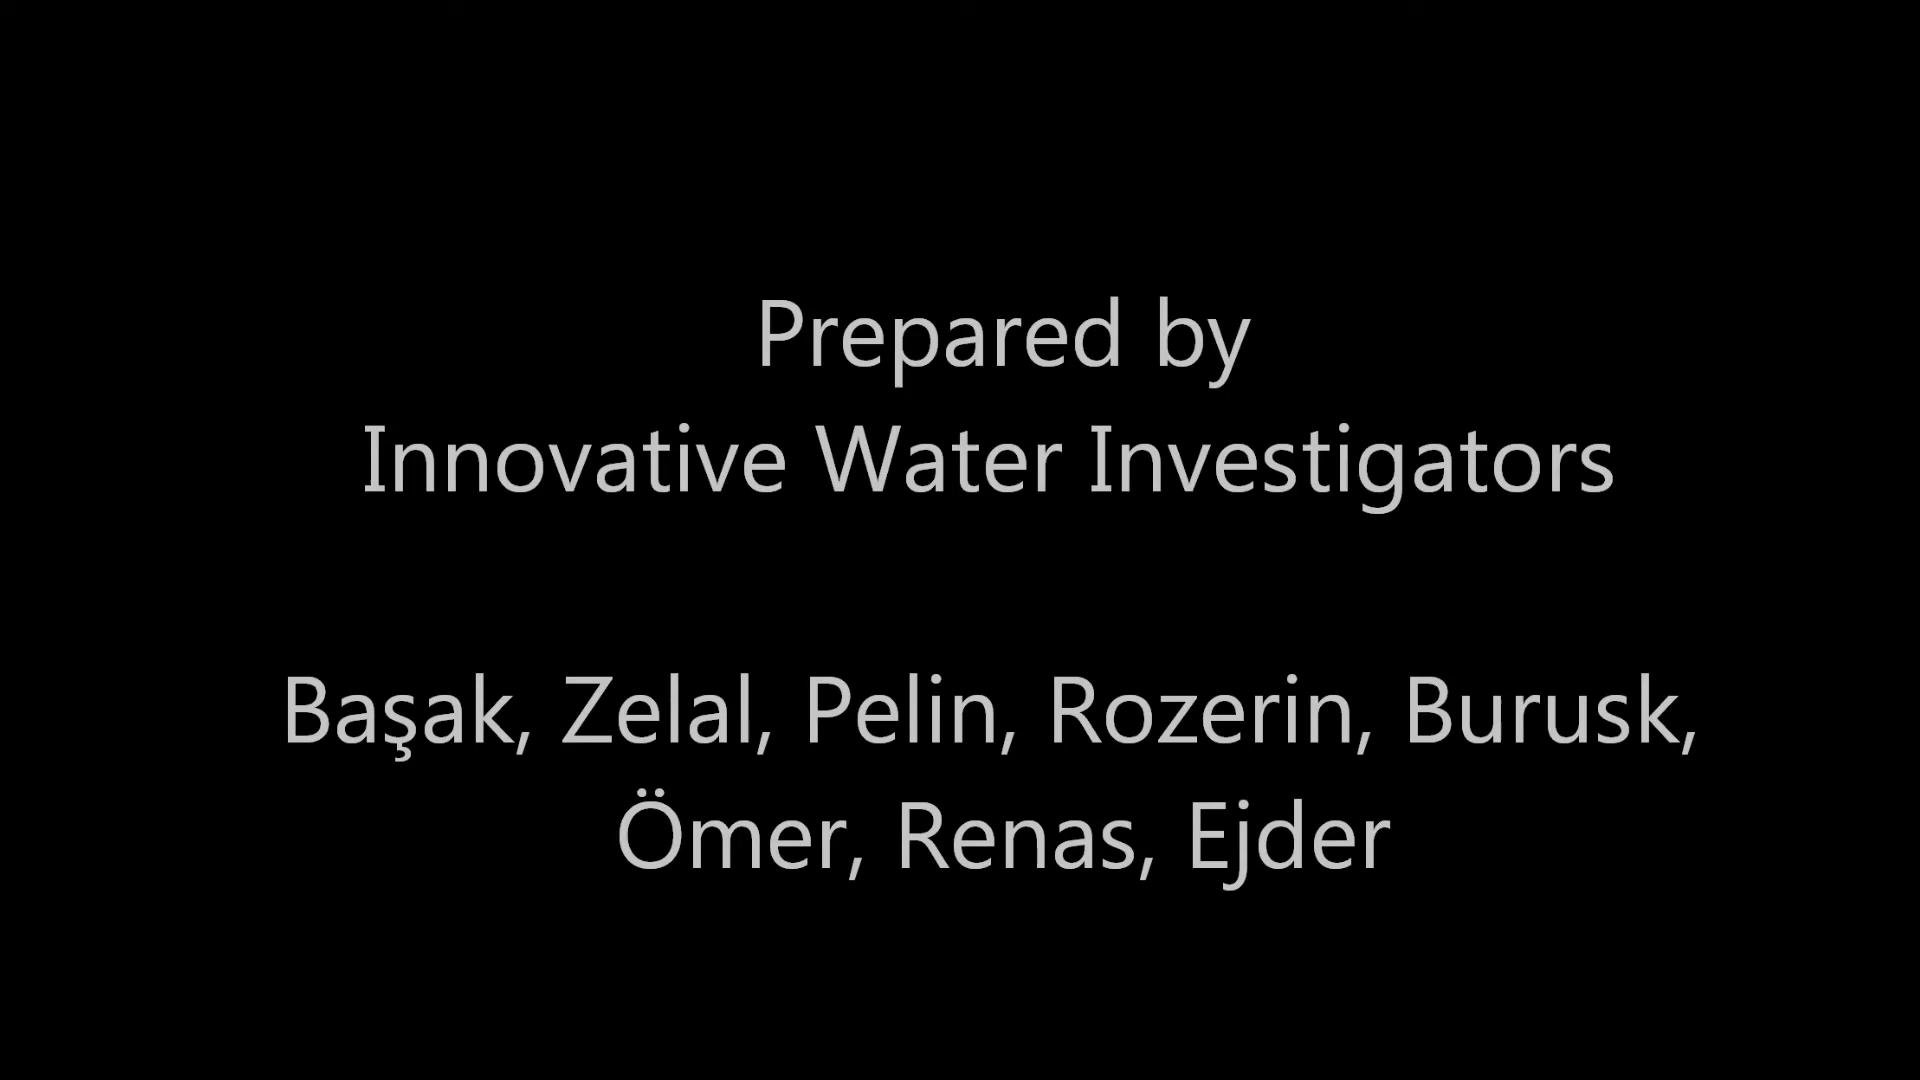 Prepared by
Innovative Water Investigators
Başak, Zelal, Pelin, Rozerin, Burusk,
Ömer, Renas, Ejder